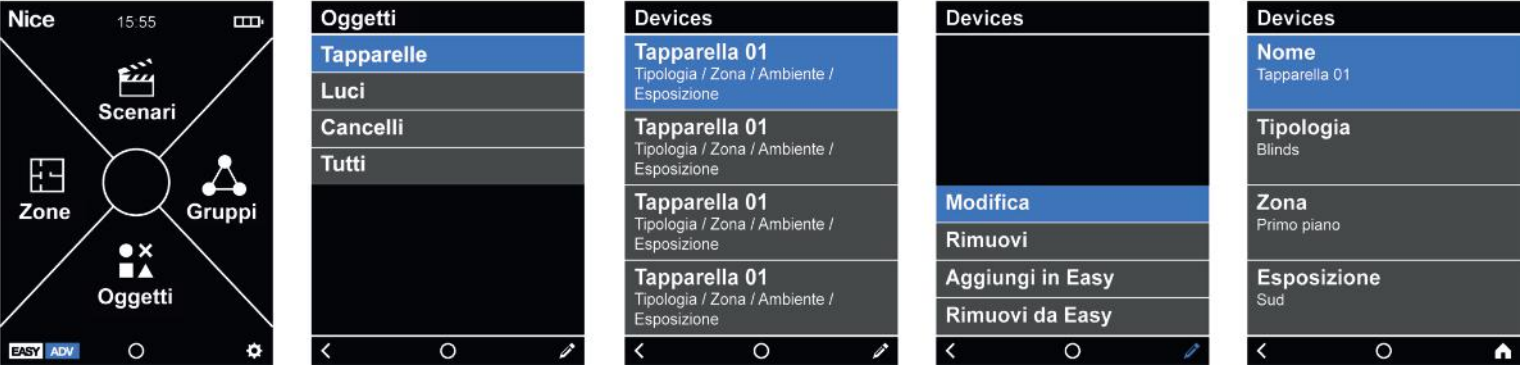 Nice 15:55
Scenari
Zone
Gruppi
Oggetti
EASY ADV
Oggetti
Tapparelle
Luci
Cancelli
Tutti
Devices
Tapparella 01
Tipologia / Zona / Ambiente /
Esposizione
Tapparella 01
Tipologia / Zona / Ambiente /
Esposizione
Tapparella 01
Tipologia / Zona / Ambiente /
Esposizione
Tapparella 01
Tipologia / Zona / Ambiente /
Esposizione
Devices
Modifica
Rimuovi
Aggiungi in Easy
Rimuovi da Easy
Devices
Nome
Tapparella 01
Tipologia
Blinds
Zona
Primo piano
Esposizione
Sud